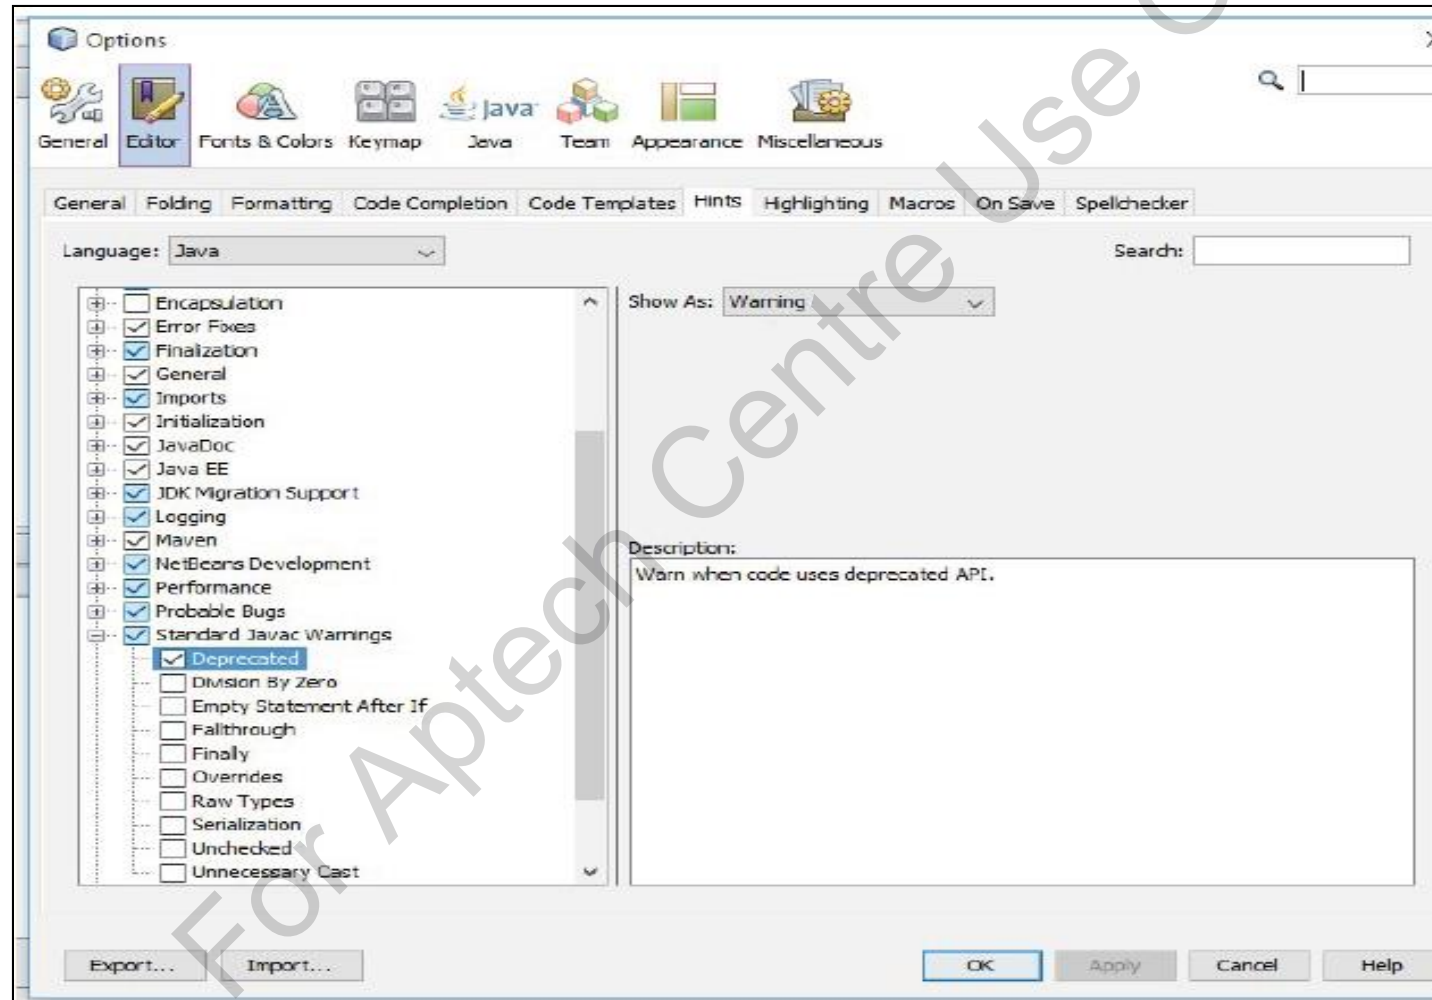 Options
General Editor Fonts & Colors Keymap Java Team Appearance Miscellaneous
Java
General Folding Formatting Code Completion Code Templates Hints Highlighting Macros On Save Spellchecker
Language: Java Search:
Encapsulation
Error Fixes
Finalization
General
Imports
Initialization
JavaDoc
Java EE
JDK Migration Support
Logging
Maven
NetBeans Development
Performance
Probable Bugs
Standard Javac Warnings
Deprecated
Division By Zero
Empty Statement After If
Fallthrough
Finally
Overrides
Raw Types
Serialization
Unchecked
Unnecessary Cast
Show As: Warning
Description:
Warn when code uses deprecated API.
Export... Import... OK Apply Cancel Help
For Aptech Centre Use